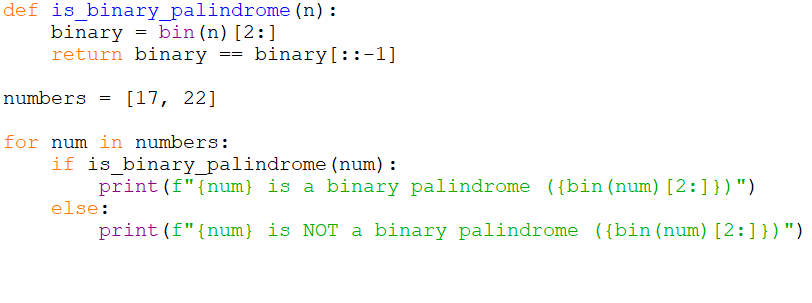 def is_binary_palindrome(n):
    binary = bin(n)[2:]
    return binary == binary[::-1]

numbers = [17, 22]

for num in numbers:
    if is_binary_palindrome(num):
        print(f"{num} is a binary palindrome ({bin(num)[2:]})")
    else:
        print(f"{num} is NOT a binary palindrome ({bin(num)[2:]})")